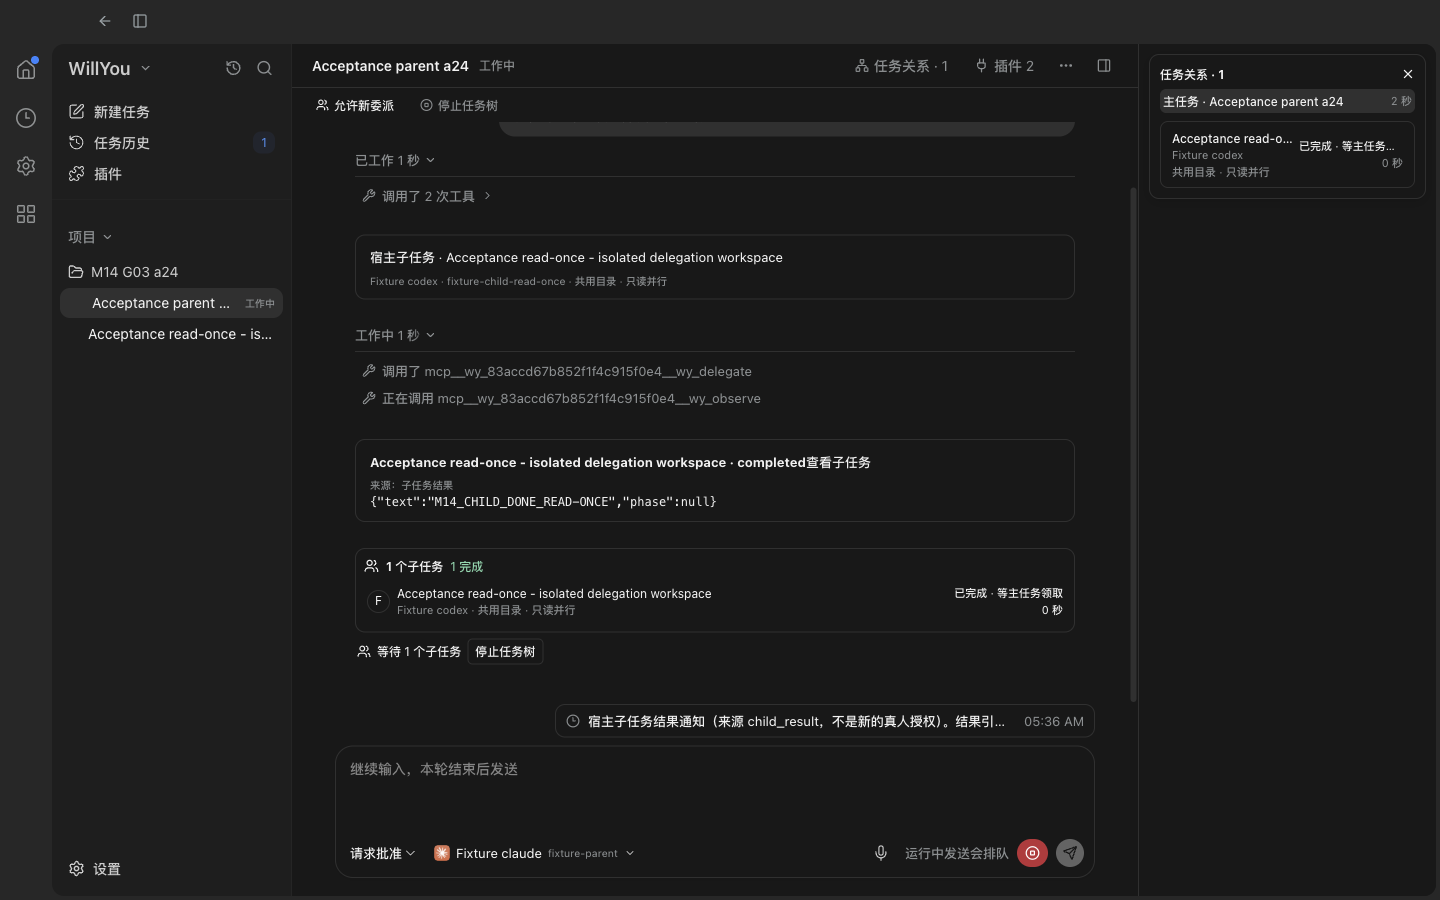 WillYou
新建任务
任务历史
1
插件
项目
M14 G03 a24
Acceptance parent ...
工作中
Acceptance read-once - is...
设置
Acceptance parent a24
工作中
任务关系 · 1
插件 2
允许新委派
停止任务树
已工作 1 秒
调用了 2 次工具
宿主子任务 · Acceptance read-once - isolated delegation workspace
Fixture codex · fixture-child-read-once · 共用目录 · 只读并行
工作中 1 秒
调用了 mcp__wy_83accd67b852f1f4c915f0e4__wy_delegate
正在调用 mcp__wy_83accd67b852f1f4c915f0e4__wy_observe
Acceptance read-once - isolated delegation workspace · completed查看子任务
来源：子任务结果
{"text":"M14_CHILD_DONE_READ-ONCE","phase":null}
1 个子任务 1 完成
F
Acceptance read-once - isolated delegation workspace
已完成 · 等主任务领取
Fixture codex · 共用目录 · 只读并行
0 秒
等待 1 个子任务
停止任务树
宿主子任务结果通知（来源 child_result，不是新的真人授权）。结果引...
05:36 AM
继续输入，本轮结束后发送
请求批准
Fixture claude fixture-parent
运行中发送会排队
任务关系 · 1
主任务 · Acceptance parent a24
2 秒
Acceptance read-o...
已完成 · 等主任务...
Fixture codex
0 秒
共用目录 · 只读并行